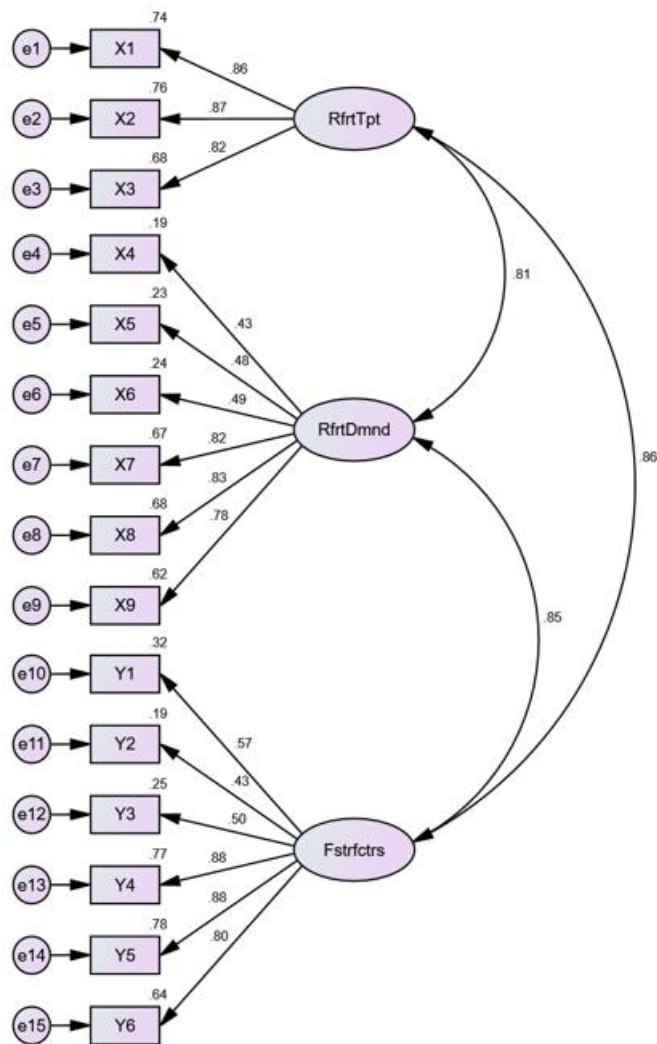 .74
e1 X1
.86
.76
e2 X2 .87 RfrtTpt
.68 .82
e3 X3
.19
e4 X4
.81
.23 .43
e5 X5
.48
.24
e6 X6
.49 RfrtDmnd
.67 .82
e7 X7
.83 .86
.68 .78
e8 X8
.62
e9 X9
.85
.32
e10 Y1
.57
.19
e11 Y2
.43
.25
e12 Y3 .50
Fstrfctrs
.77 .88
e13 Y4
.88
.78 .80
e14 Y5
.64
e15 Y6